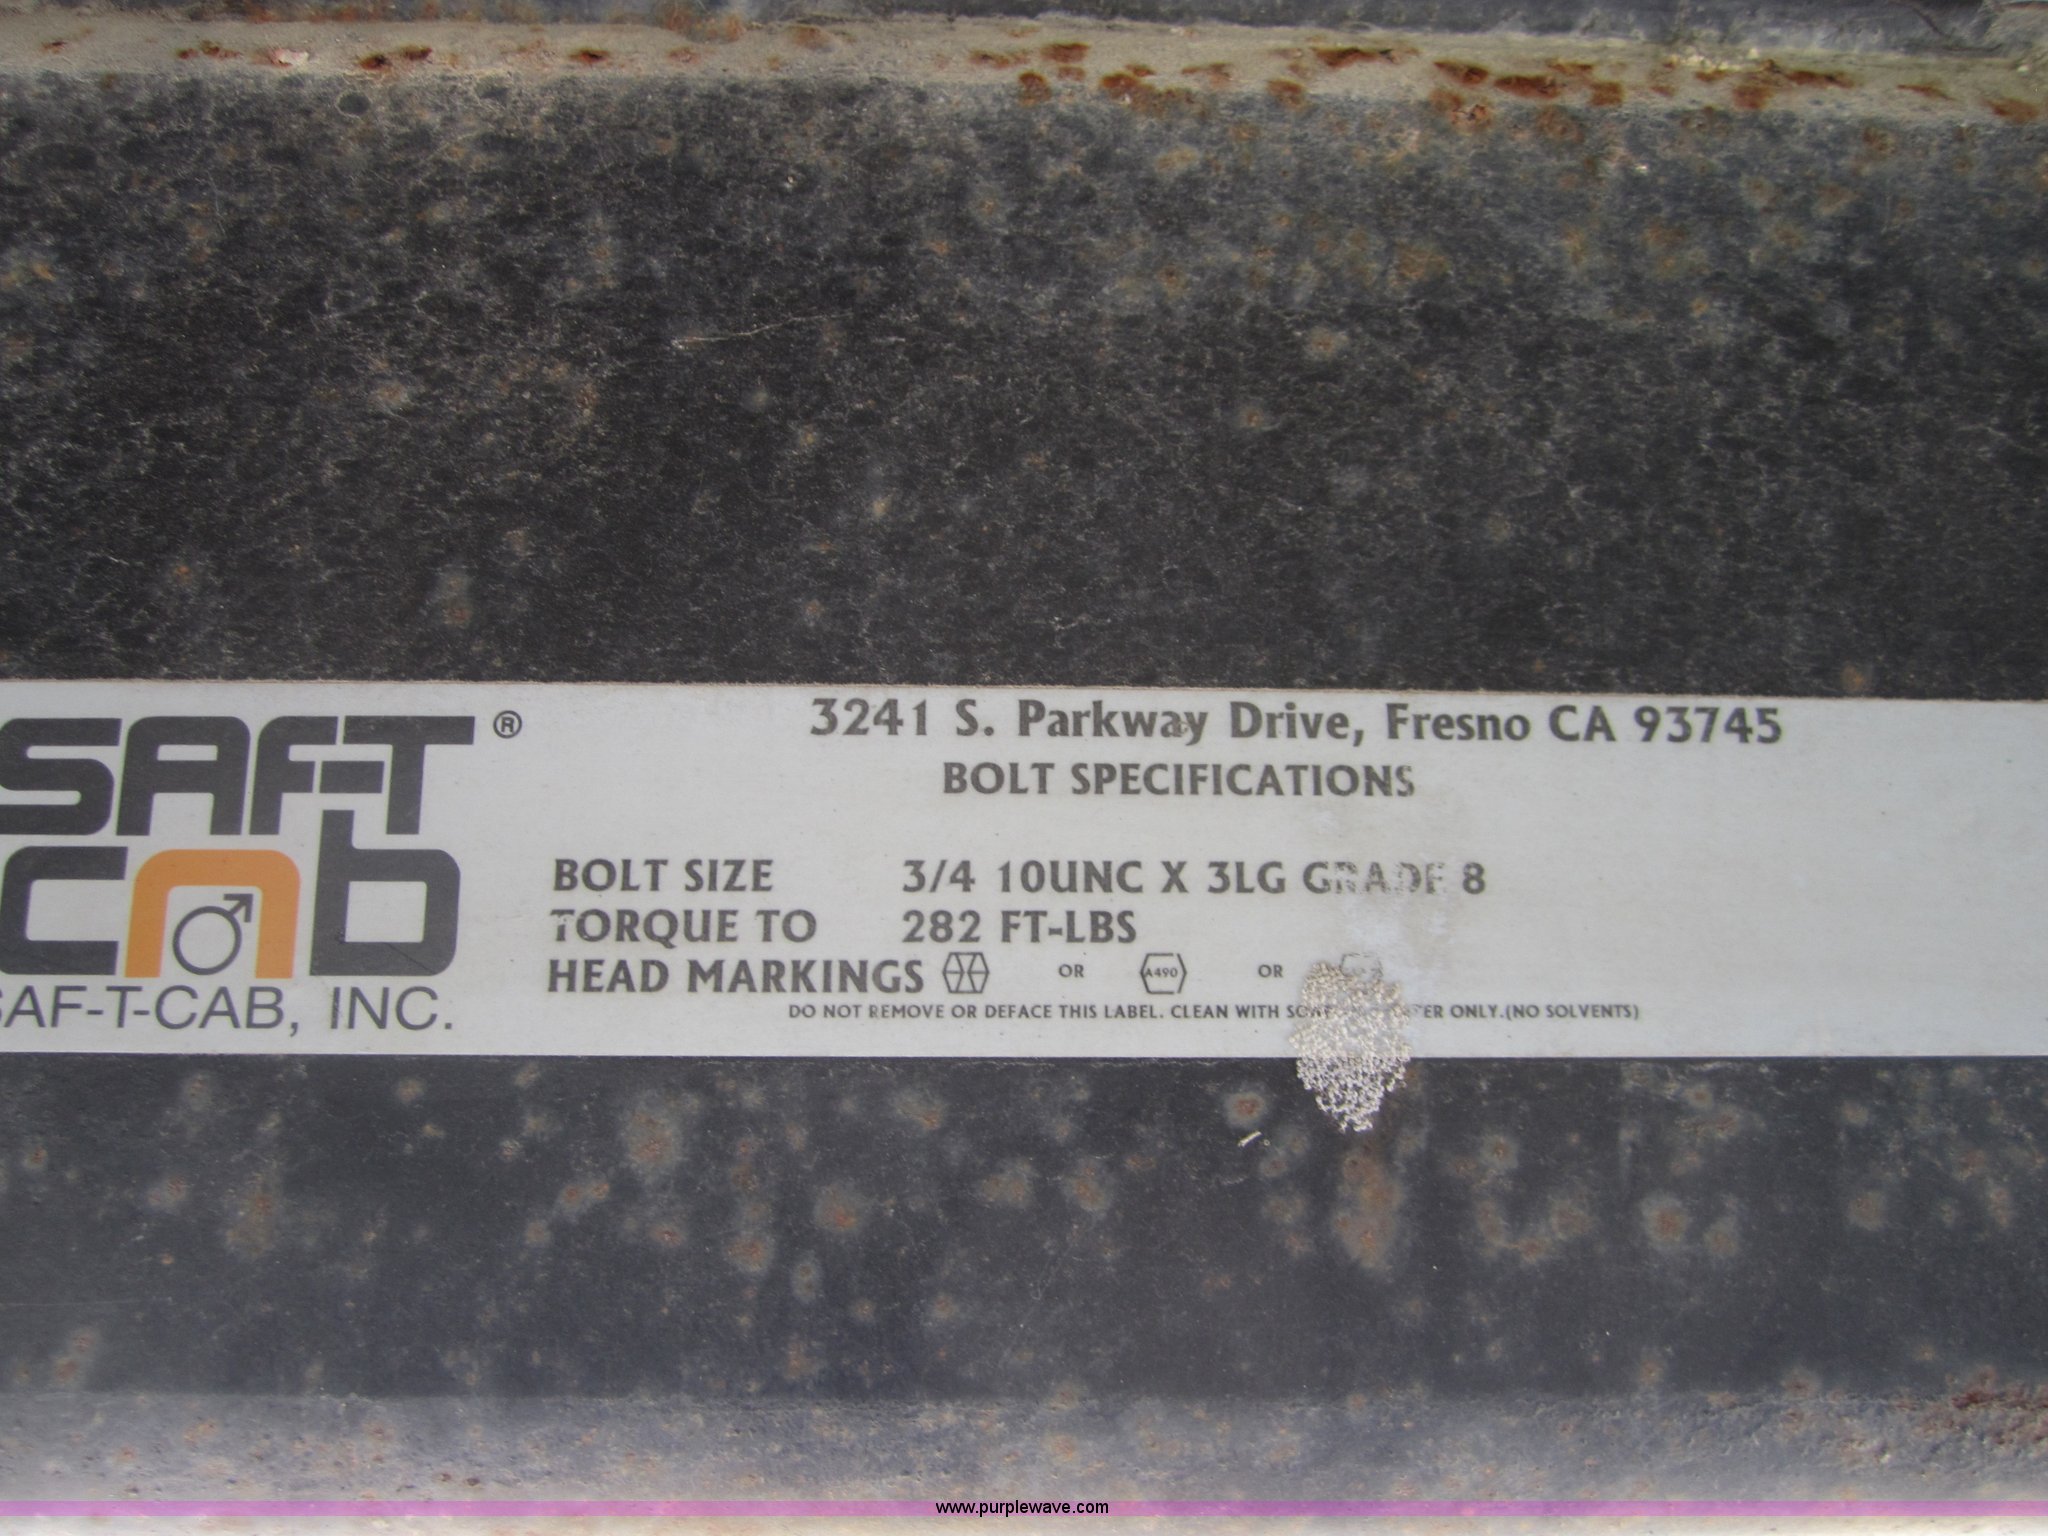 SAF-T ®
cab
SAF-T-CAB, INC.
3241 S. Parkway Drive, Fresno CA 93745
BOLT SPECIFICATIONS
BOLT SIZE 3/4 10UNC X 3LG GRADE 8
TORQUE TO 282 FT-LBS
HEAD MARKINGS OR A490 OR
DO NOT REMOVE OR DEFACE THIS LABEL. CLEAN WITH ONLY.(NO SOLVENTS)
www.purplewave.com